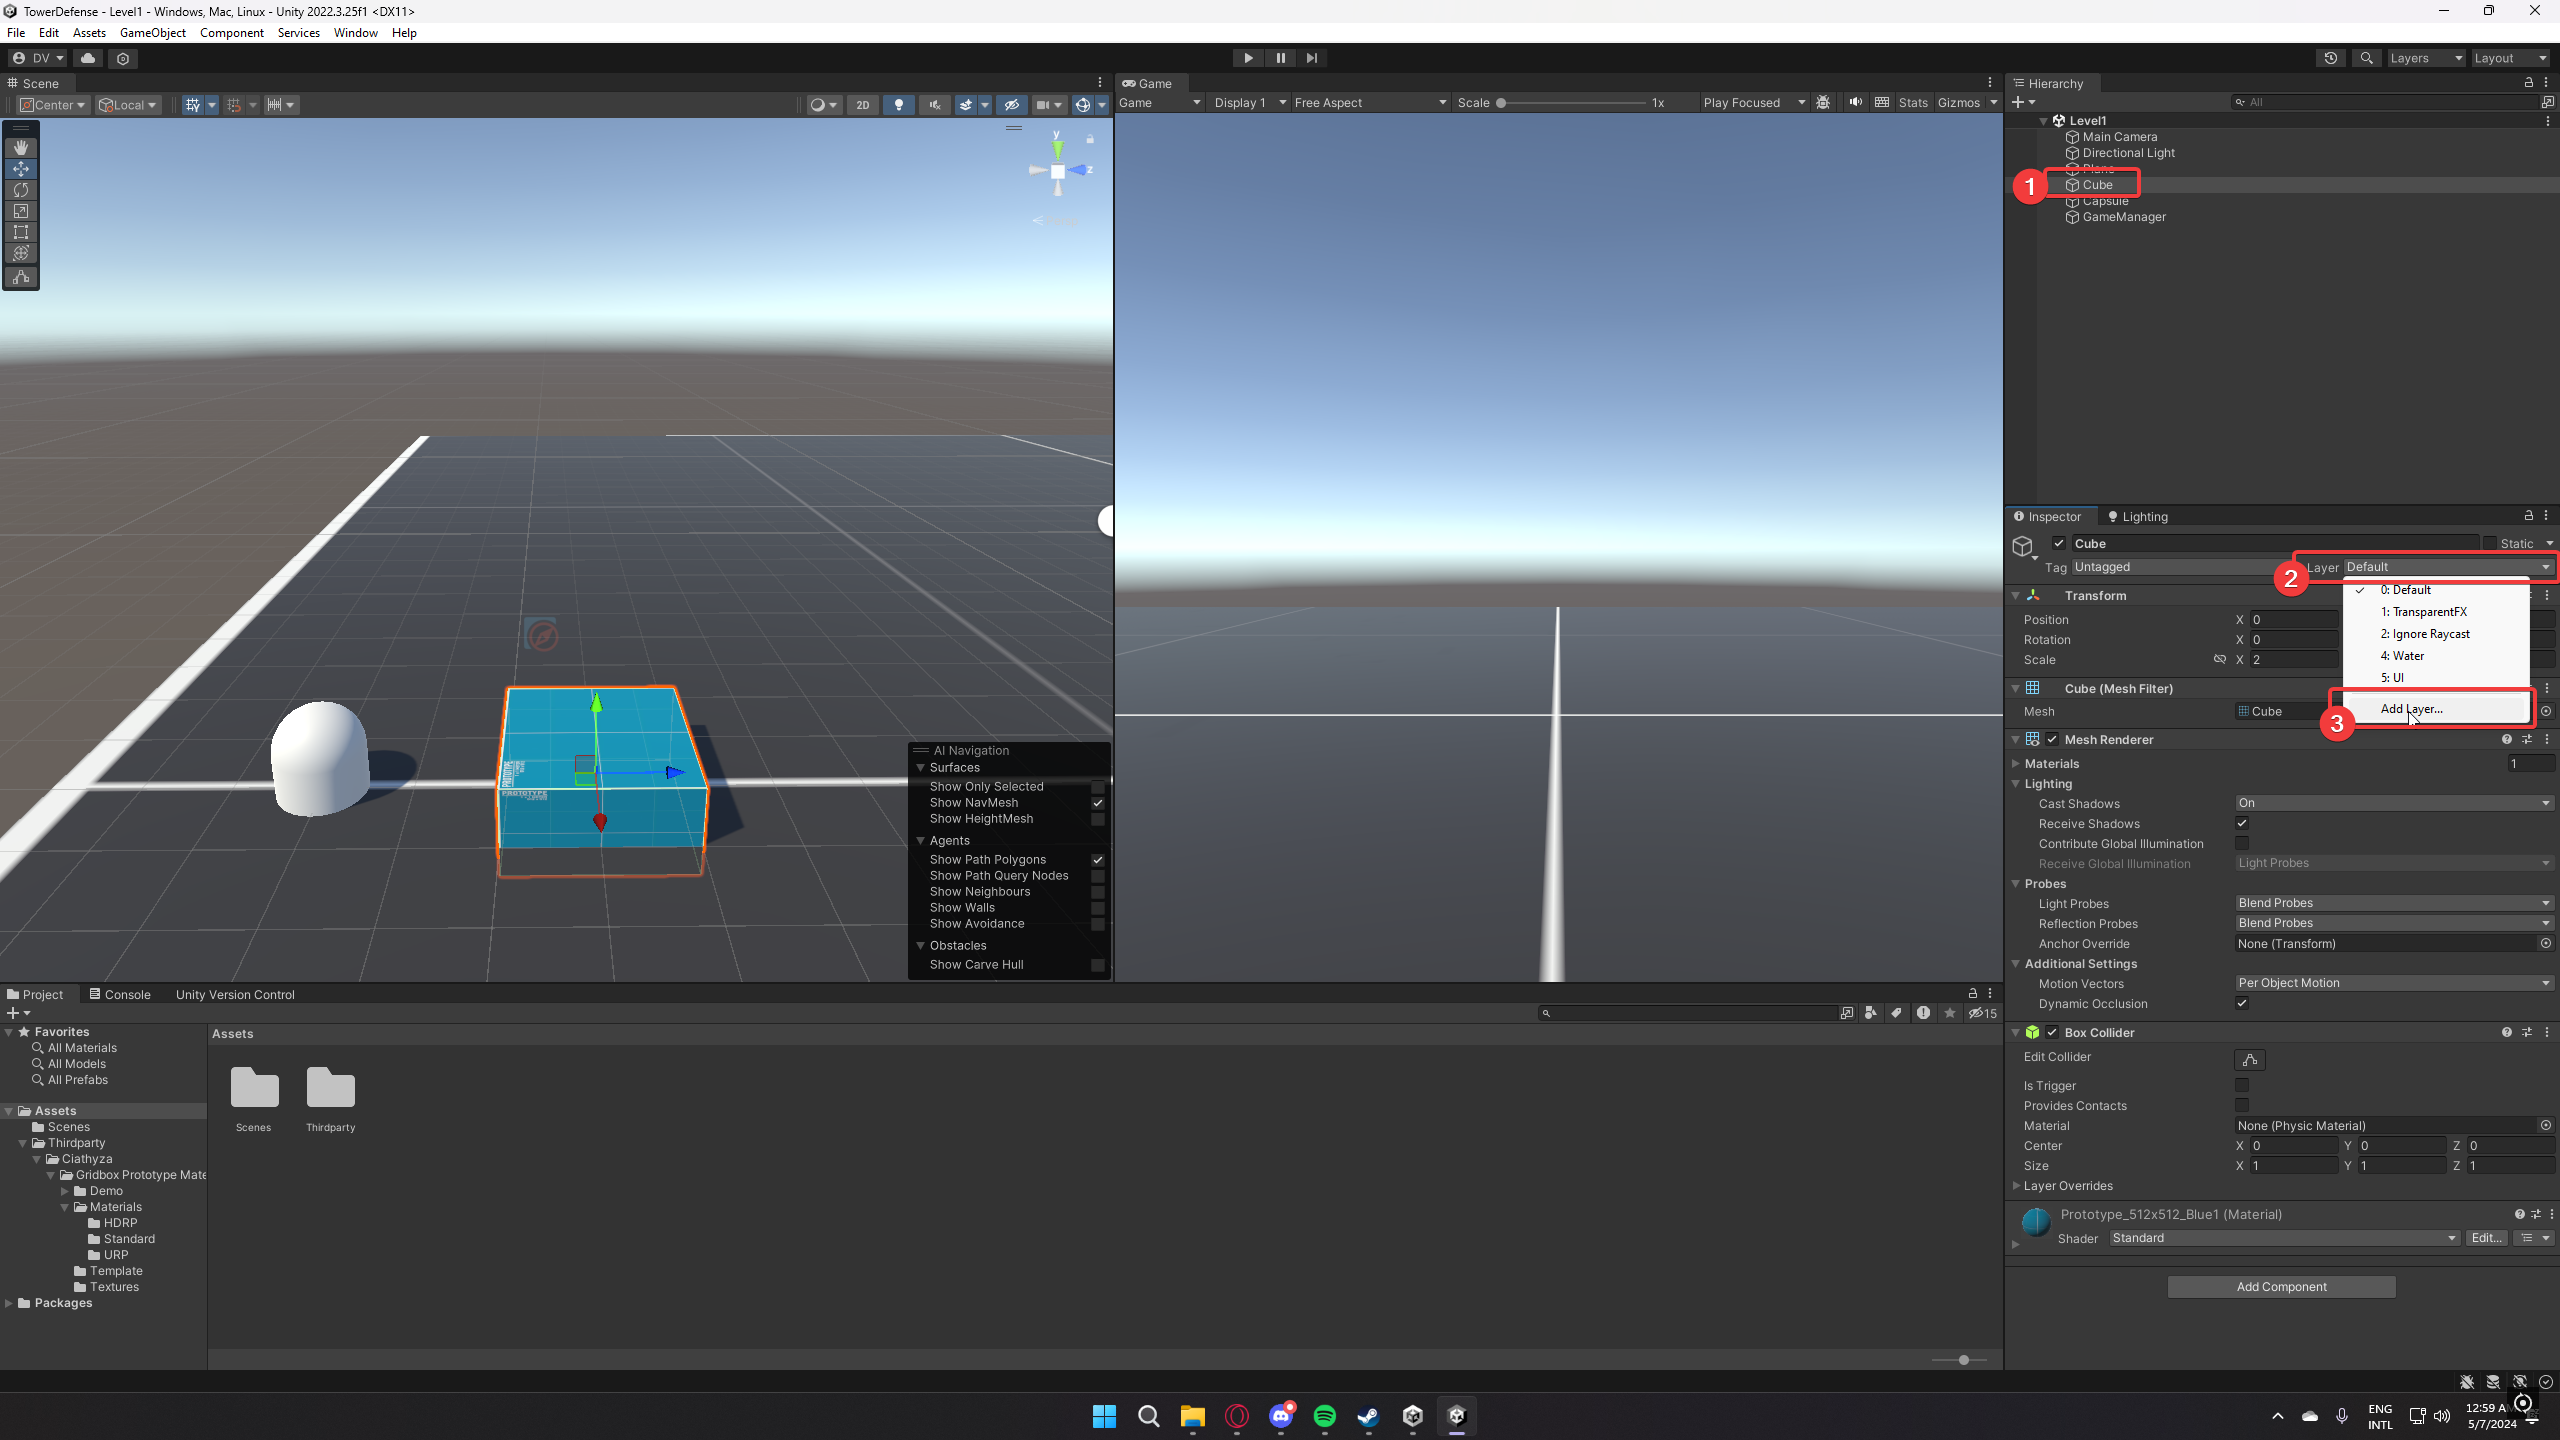 TowerDefense - Level1 - Windows, Mac, Linux - Unity 2022.3.25f1 <DX11>
File Edit Assets GameObject Component Services Window Help
DV
Layers Layout
Scene
Center Local
2D
Game
Game Display 1 Free Aspect Scale 1x Play Focused Stats Gizmos
Hierarchy
All
Level1
Main Camera
Directional Light
Plane
1
Cube
Capsule
GameManager
y
z
AI Navigation
Surfaces
Show Only Selected
Show NavMesh
Show HeightMesh
Agents
Show Path Polygons
Show Path Query Nodes
Show Neighbours
Show Walls
Show Avoidance
Obstacles
Show Carve Hull
PROTOTYPE
PROTOTYPE
Inspector Lighting
Cube Static
Tag Untagged Layer Default
2
0: Default
1: TransparentFX
2: Ignore Raycast
4: Water
5: UI
Add Layer...
3
Transform
Position X 0
Rotation X 0
Scale X 2
Cube (Mesh Filter)
Mesh Cube
Mesh Renderer
Materials 1
Lighting
Cast Shadows On
Receive Shadows
Contribute Global Illumination
Receive Global Illumination Light Probes
Probes
Light Probes Blend Probes
Reflection Probes Blend Probes
Anchor Override None (Transform)
Additional Settings
Motion Vectors Per Object Motion
Dynamic Occlusion
Box Collider
Edit Collider
Is Trigger
Provides Contacts
Material None (Physic Material)
Center X 0 Y 0 Z 0
Size X 1 Y 1 Z 1
Layer Overrides
Prototype_512x512_Blue1 (Material)
Shader Standard Edit...
Add Component
Project Console Unity Version Control
15
Favorites
All Materials
All Models
All Prefabs
Assets
Scenes
Thirdparty
Ciathyza
Gridbox Prototype Mate
Demo
Materials
HDRP
Standard
URP
Template
Textures
Packages
Assets
Scenes Thirdparty
ENG
INTL
12:59 A
5/7/2024